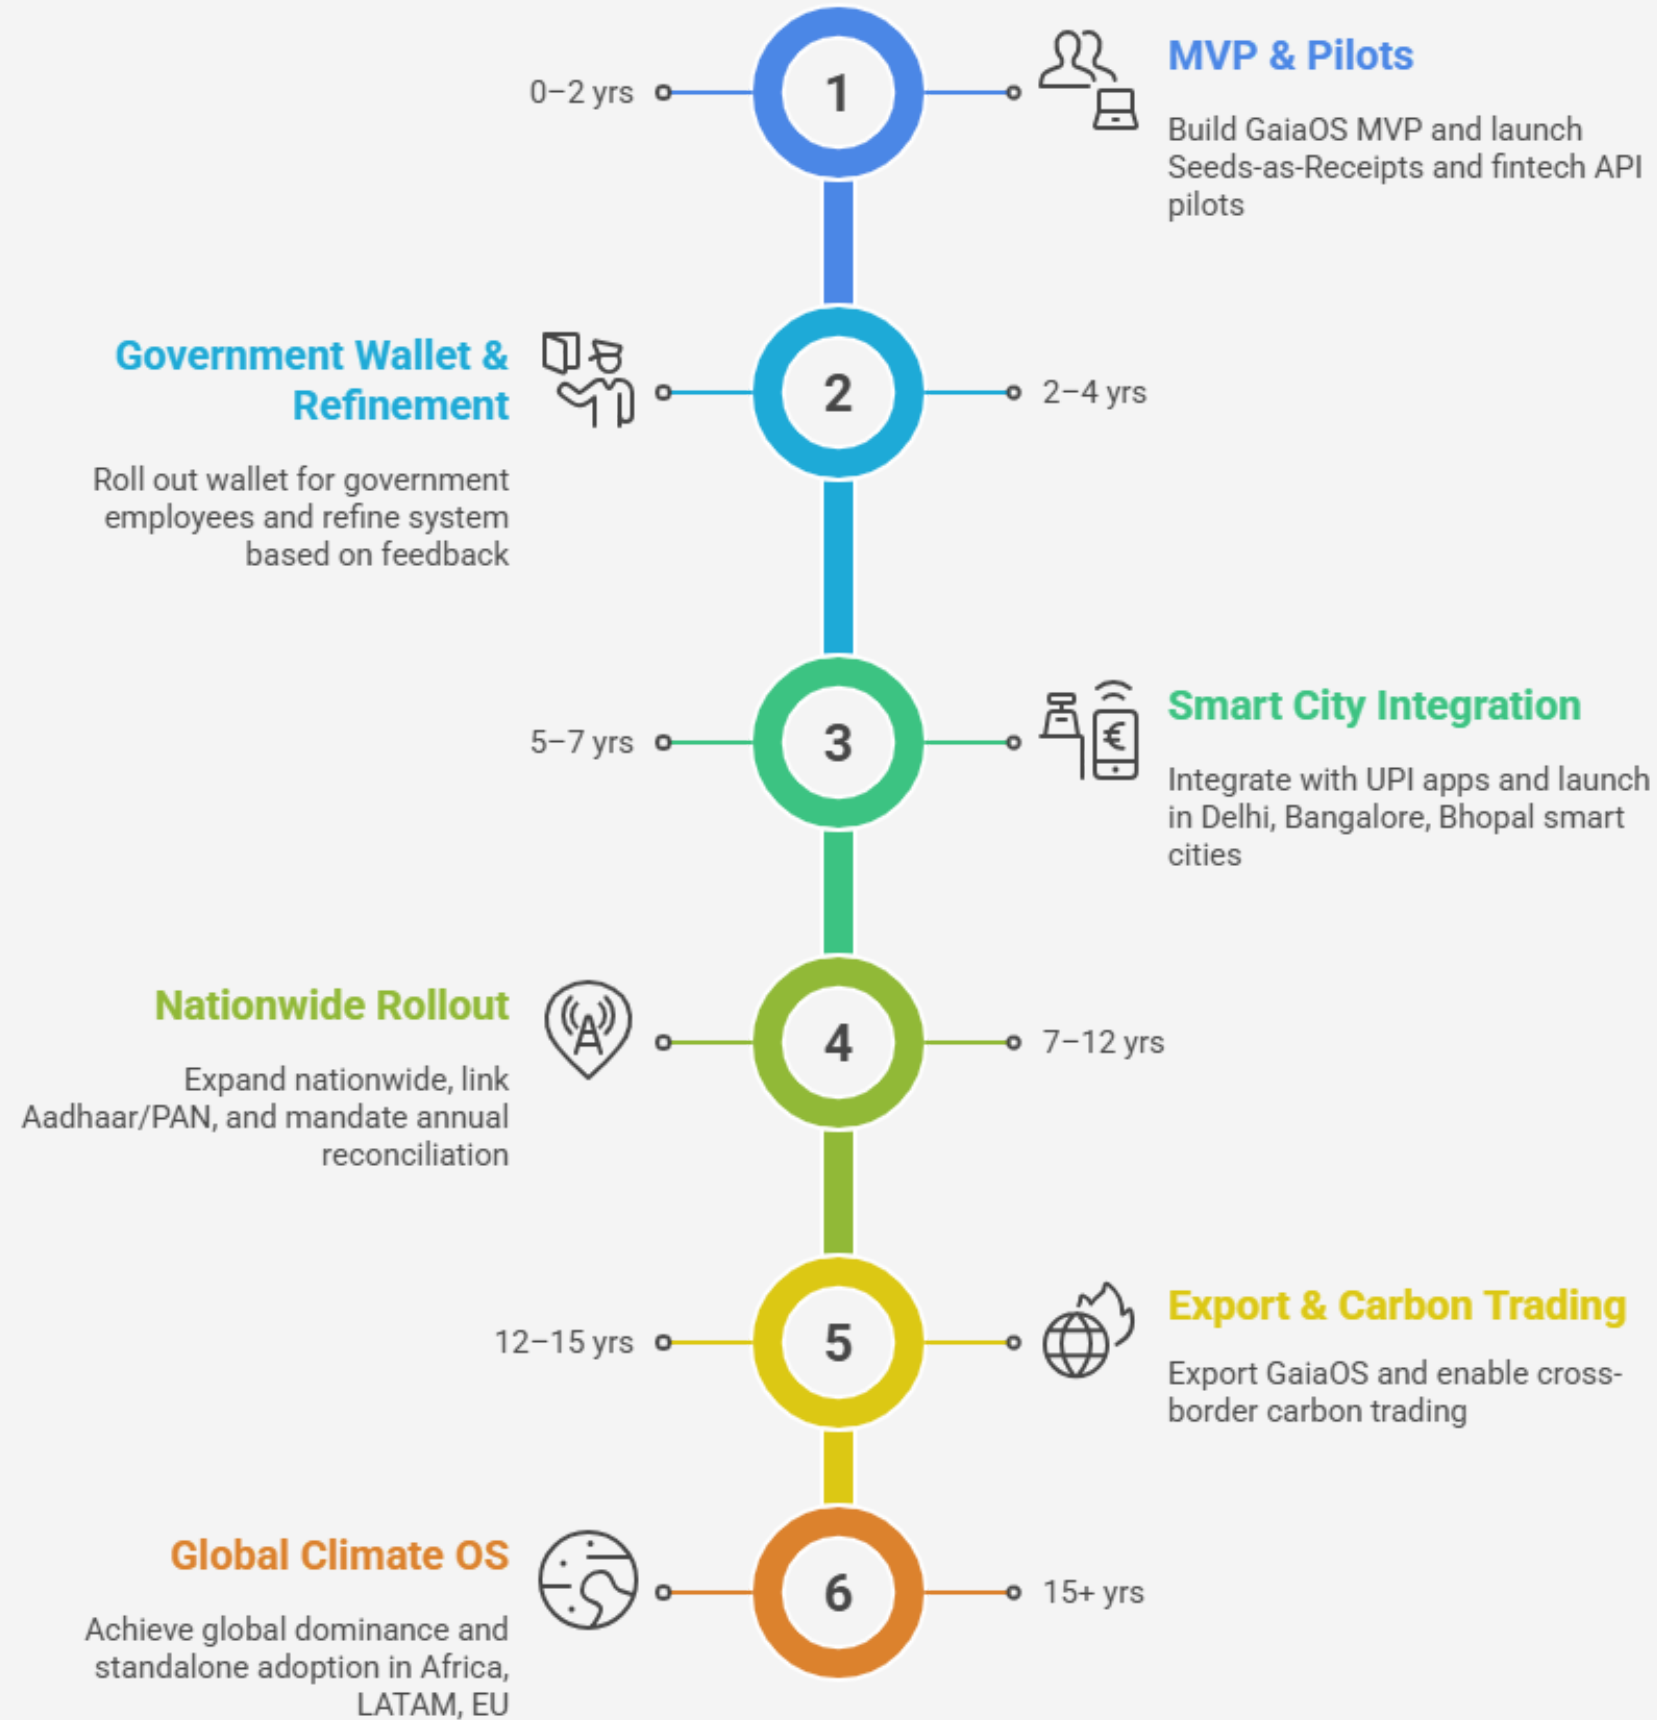 0–2 yrs
1
MVP & Pilots
Build GaiaOS MVP and launch
Seeds-as-Receipts and fintech API
pilots
Government Wallet &
Refinement
Roll out wallet for government
employees and refine system
based on feedback
2
2–4 yrs
5–7 yrs
3
€
Smart City Integration
Integrate with UPI apps and launch
in Delhi, Bangalore, Bhopal smart
cities
Nationwide Rollout
Expand nationwide, link
Aadhaar/PAN, and mandate annual
reconciliation
4
7–12 yrs
12–15 yrs
5
Export & Carbon Trading
Export GaiaOS and enable cross-
border carbon trading
Global Climate OS
Achieve global dominance and
standalone adoption in Africa,
LATAM, EU
6
15+ yrs